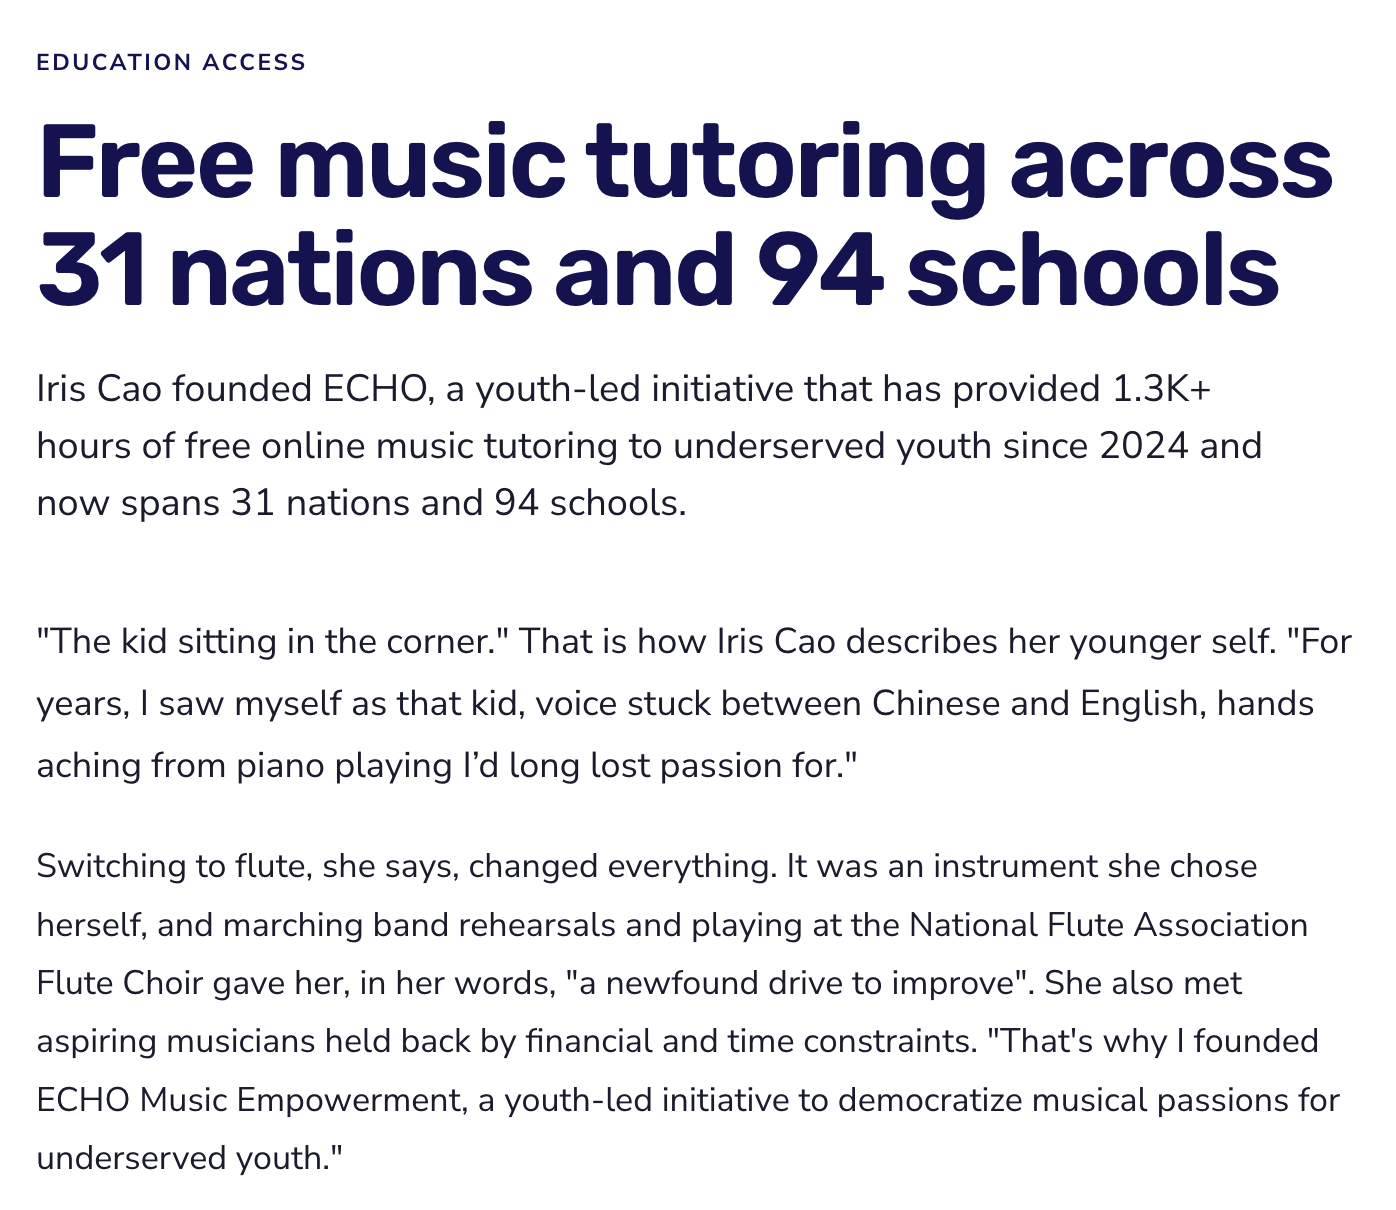 EDUCATION ACCESS
Free music tutoring across
31 nations and 94 schools
Iris Cao founded ECHO, a youth-led initiative that has provided 1.3K+
hours of free online music tutoring to underserved youth since 2024 and
now spans 31 nations and 94 schools.
"The kid sitting in the corner." That is how Iris Cao describes her younger self. "For
years, I saw myself as that kid, voice stuck between Chinese and English, hands
aching from piano playing I’d long lost passion for."
Switching to flute, she says, changed everything. It was an instrument she chose
herself, and marching band rehearsals and playing at the National Flute Association
Flute Choir gave her, in her words, "a newfound drive to improve". She also met
aspiring musicians held back by financial and time constraints. "That's why I founded
ECHO Music Empowerment, a youth-led initiative to democratize musical passions for
underserved youth."